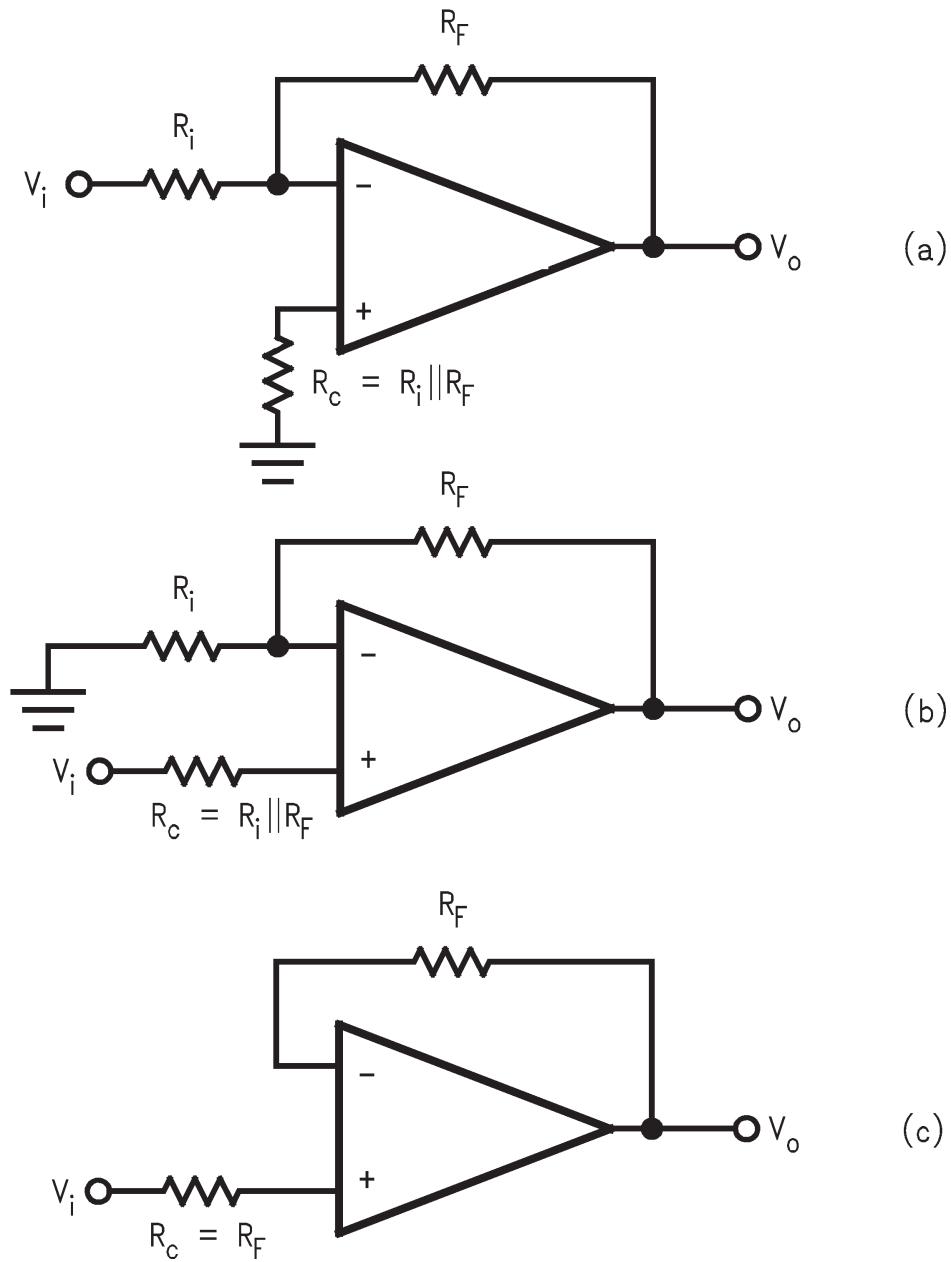 R_F
R_i
V_i
−
V_o
(a)
+
R_c = R_i||R_F
R_F
R_i
−
V_o
(b)
+
V_i
R_c = R_i||R_F
R_F
−
V_o
(c)
+
V_i
R_c = R_F